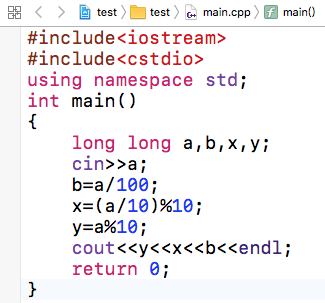 test test main.cpp main()
#include<iostream>
#include<cstdio>
using namespace std;
int main()
{
    long long a,b,x,y;
    cin>>a;
    b=a/100;
    x=(a/10)%10;
    y=a%10;
    cout<<y<<x<<b<<endl;
    return 0;
}